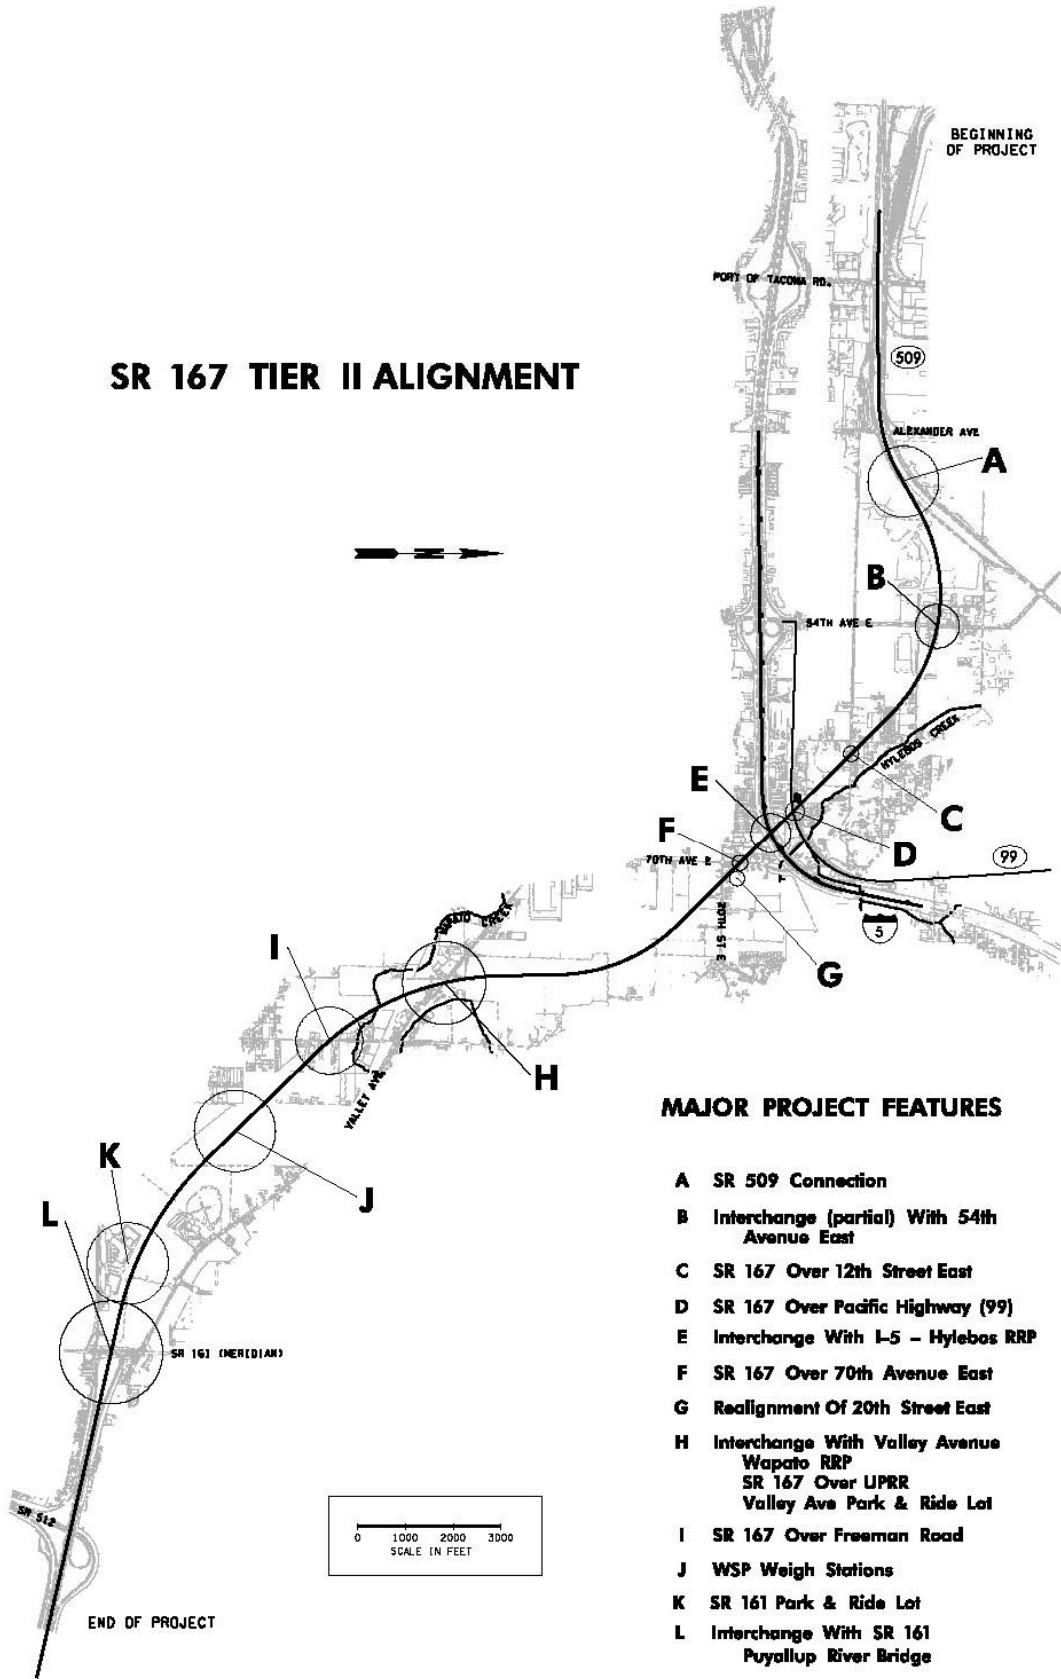 BEGINNING
OF PROJECT
PORT OF TACOMA RD.
SR 167 TIER II ALIGNMENT
509
ALEXANDER AVE
A
N
B
54TH AVE E
HYLEBOS CREEK
E
C
F
D
70TH AVE E
99
20TH ST E
5
G
WAPATO CREEK
I
H
VALLEY AVE.
K
J
L
SR 161 (MERIDIAN)
SR 512
END OF PROJECT
0 1000 2000 3000
SCALE IN FEET
MAJOR PROJECT FEATURES
A SR 509 Connection
B Interchange (partial) With 54th
Avenue East
C SR 167 Over 12th Street East
D SR 167 Over Pacific Highway (99)
E Interchange With I-5 - Hylebos RRP
F SR 167 Over 70th Avenue East
G Realignment Of 20th Street East
H Interchange With Valley Avenue
Wapato RRP
SR 167 Over UPRR
Valley Ave Park & Ride Lot
I SR 167 Over Freeman Road
J WSP Weigh Stations
K SR 161 Park & Ride Lot
L Interchange With SR 161
Puyallup River Bridge